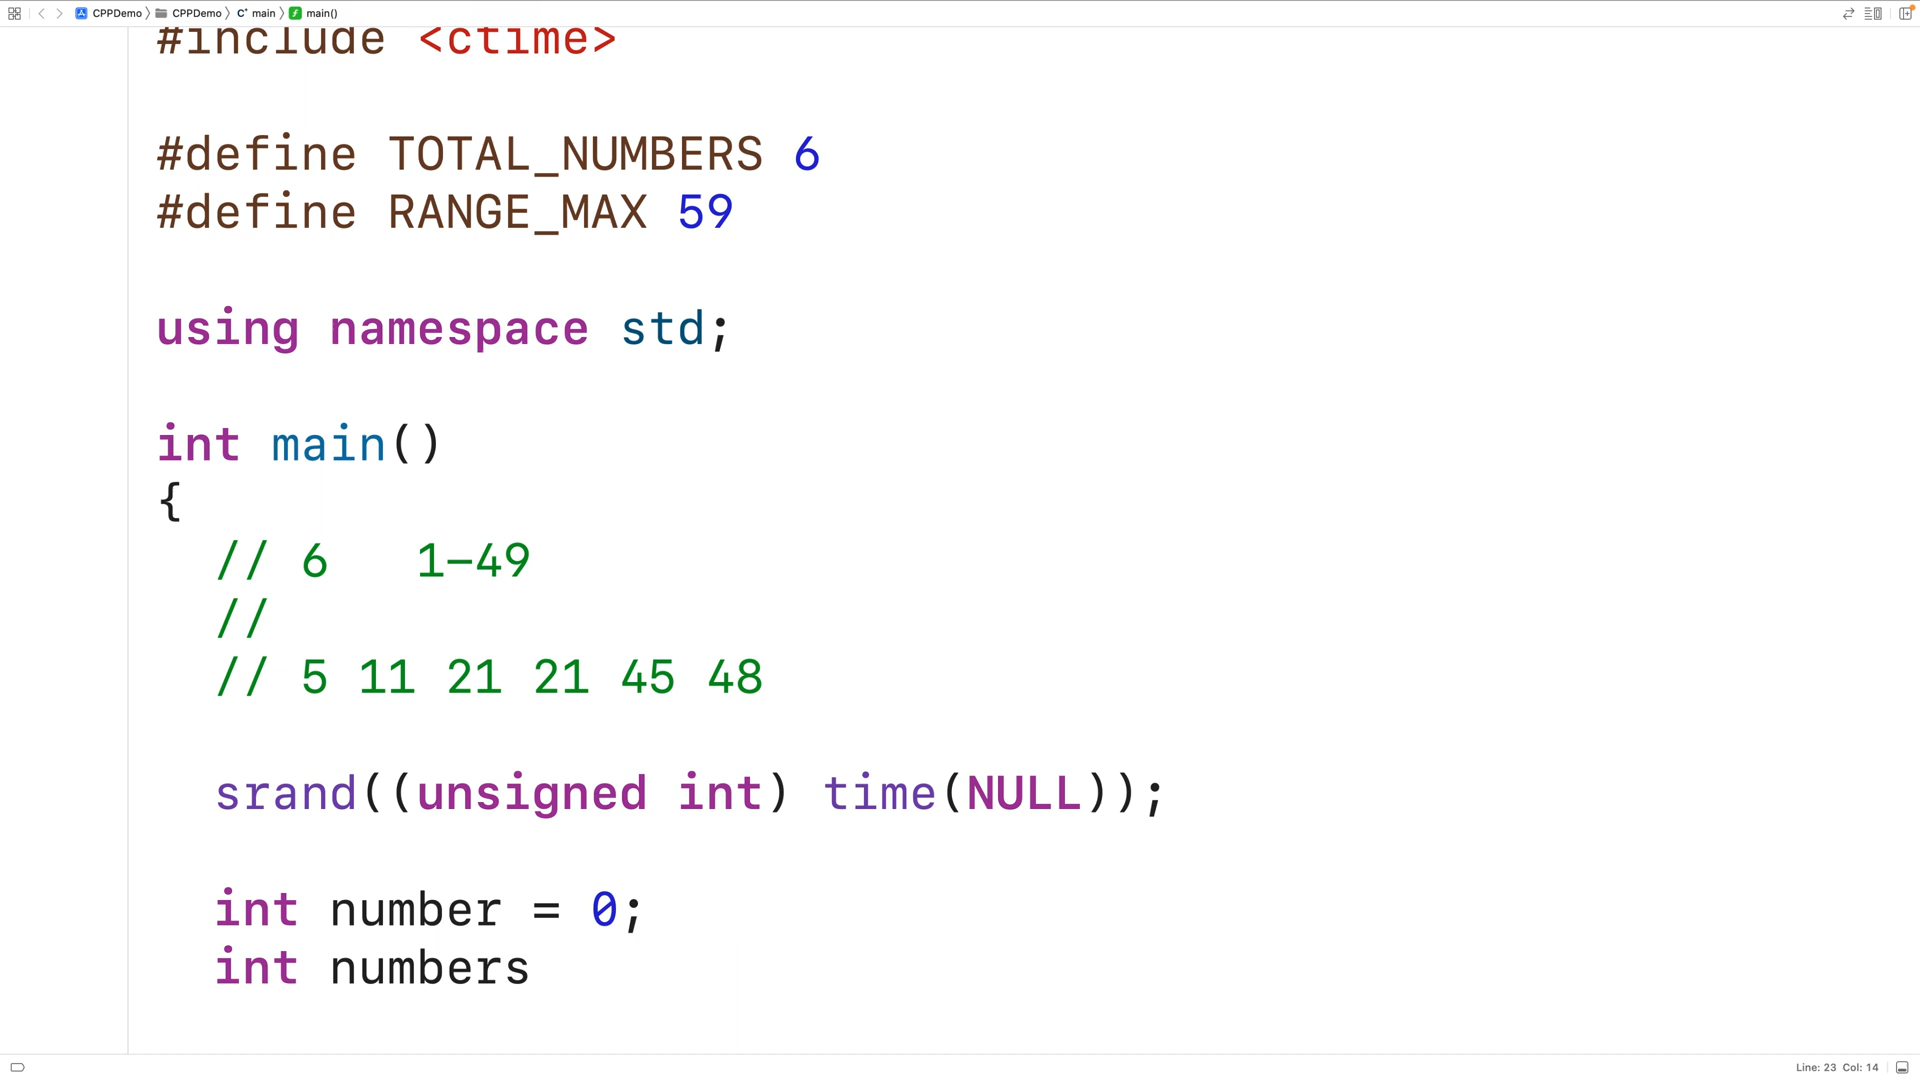 CPPDemo CPPDemo C+ main f main()
#include <ctime>
#define TOTAL_NUMBERS 6
#define RANGE_MAX 59
using namespace std;
int main()
{
// 6   1–49
//
// 5 11 21 21 45 48
srand((unsigned int) time(NULL));
int number = 0;
int numbers
Line: 23 Col: 14